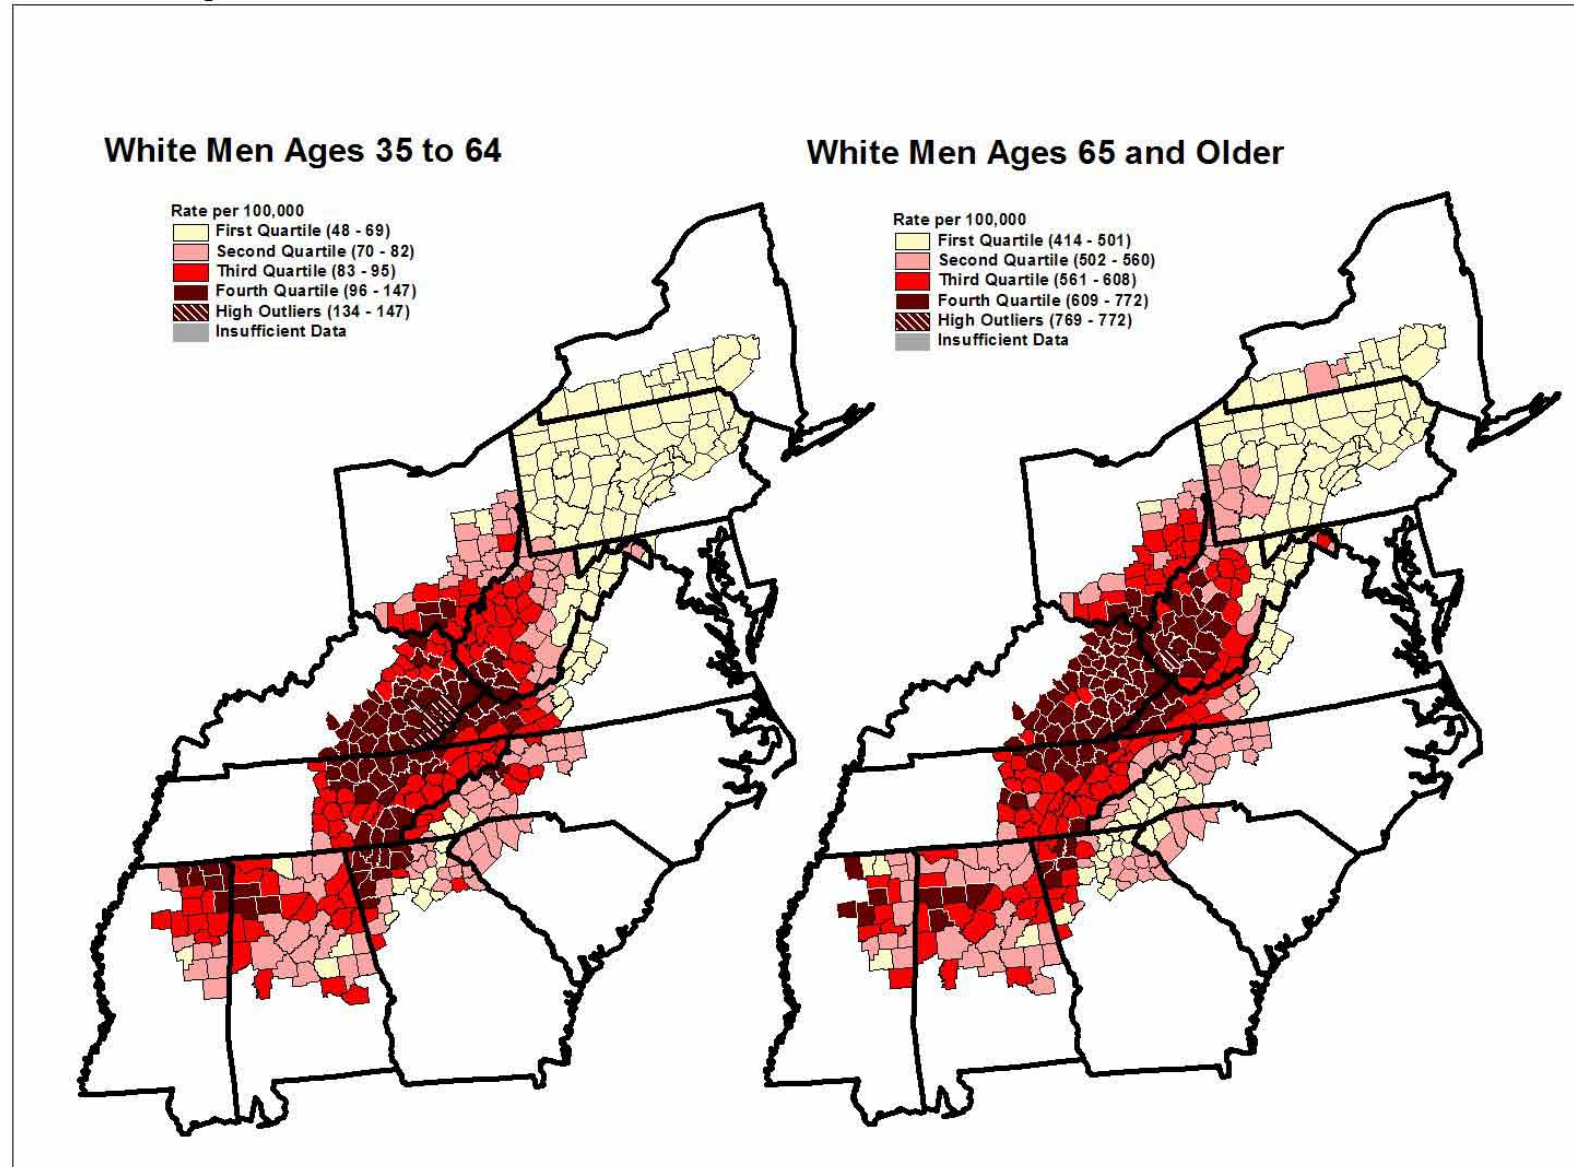 White Men Ages 35 to 64
Rate per 100,000
First Quartile (48 - 69)
Second Quartile (70 - 82)
Third Quartile (83 - 95)
Fourth Quartile (96 - 147)
High Outliers (134 - 147)
Insufficient Data
White Men Ages 65 and Older
Rate per 100,000
First Quartile (414 - 501)
Second Quartile (502 - 560)
Third Quartile (561 - 608)
Fourth Quartile (609 - 772)
High Outliers (769 - 772)
Insufficient Data